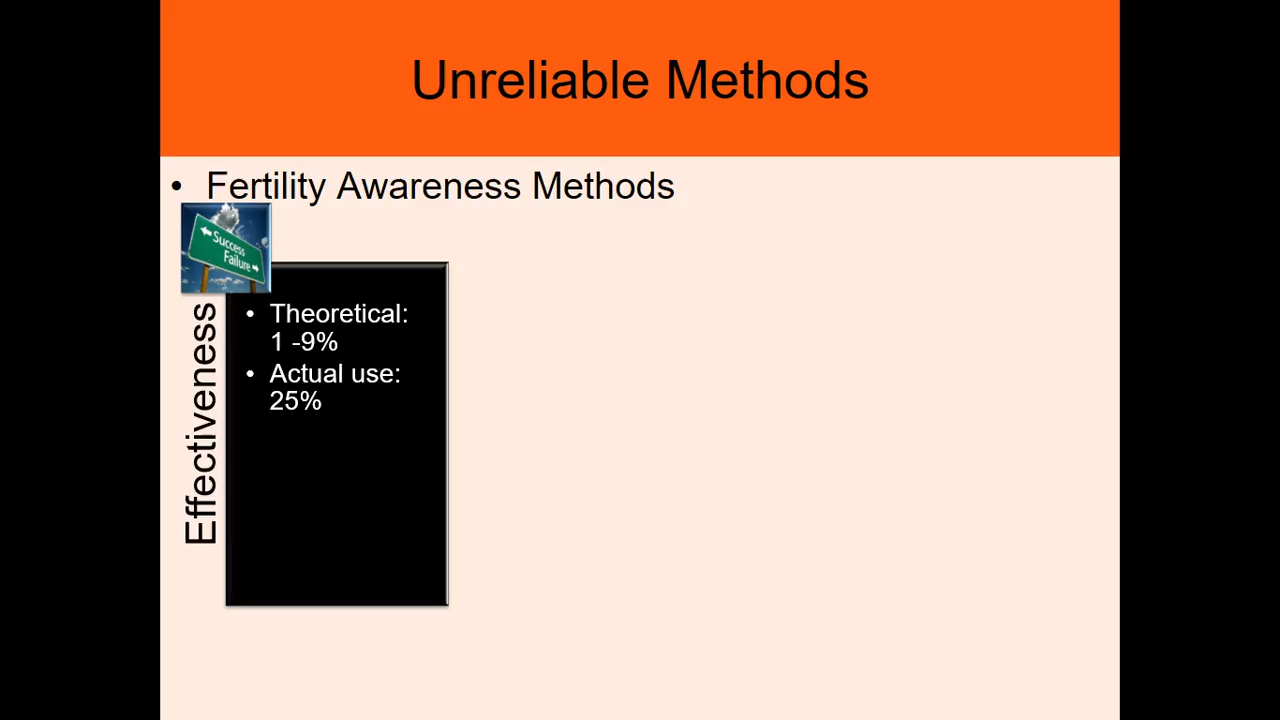 Unreliable Methods
• Fertility Awareness Methods
Success
Failure
Effectiveness
• Theoretical:
1 -9%
• Actual use:
25%